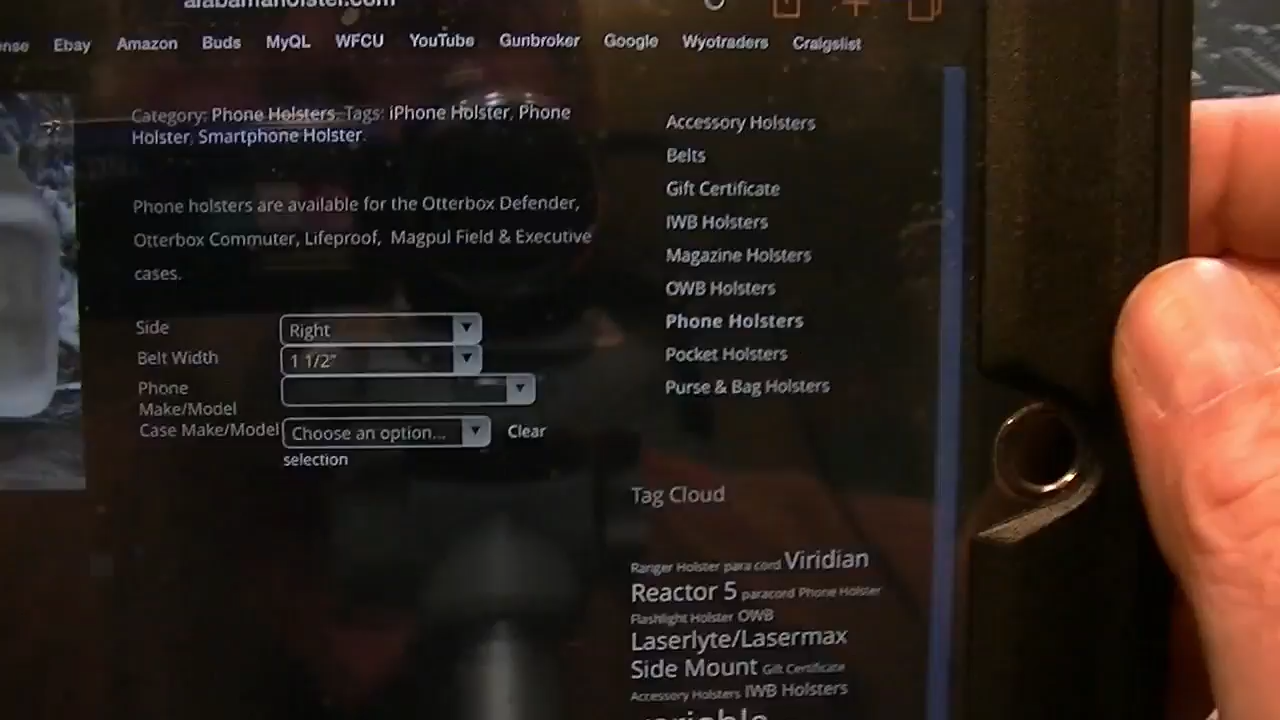 alabamaholster.com
Ebay Amazon Buds MyQL WFCU YouTube Gunbroker Google Wyotraders Craigslist
Category: Phone Holsters. Tags: iPhone Holster, Phone
Holster, Smartphone Holster.
Phone holsters are available for the Otterbox Defender,
Otterbox Commuter, Lifeproof, Magpul Field & Executive
cases.
Side Right
Belt Width 1 1/2"
Phone
Make/Model
Case Make/Model Choose an option... Clear
selection
Accessory Holsters
Belts
Gift Certificate
IWB Holsters
Magazine Holsters
OWB Holsters
Phone Holsters
Pocket Holsters
Purse & Bag Holsters
Tag Cloud
Ranger Holster para cord Viridian
Reactor 5 paracord Phone Holster
Flashlight Holster OWB
Laserlyte/Lasermax
Side Mount Gift Certificate
Accessory Holsters IWB Holsters